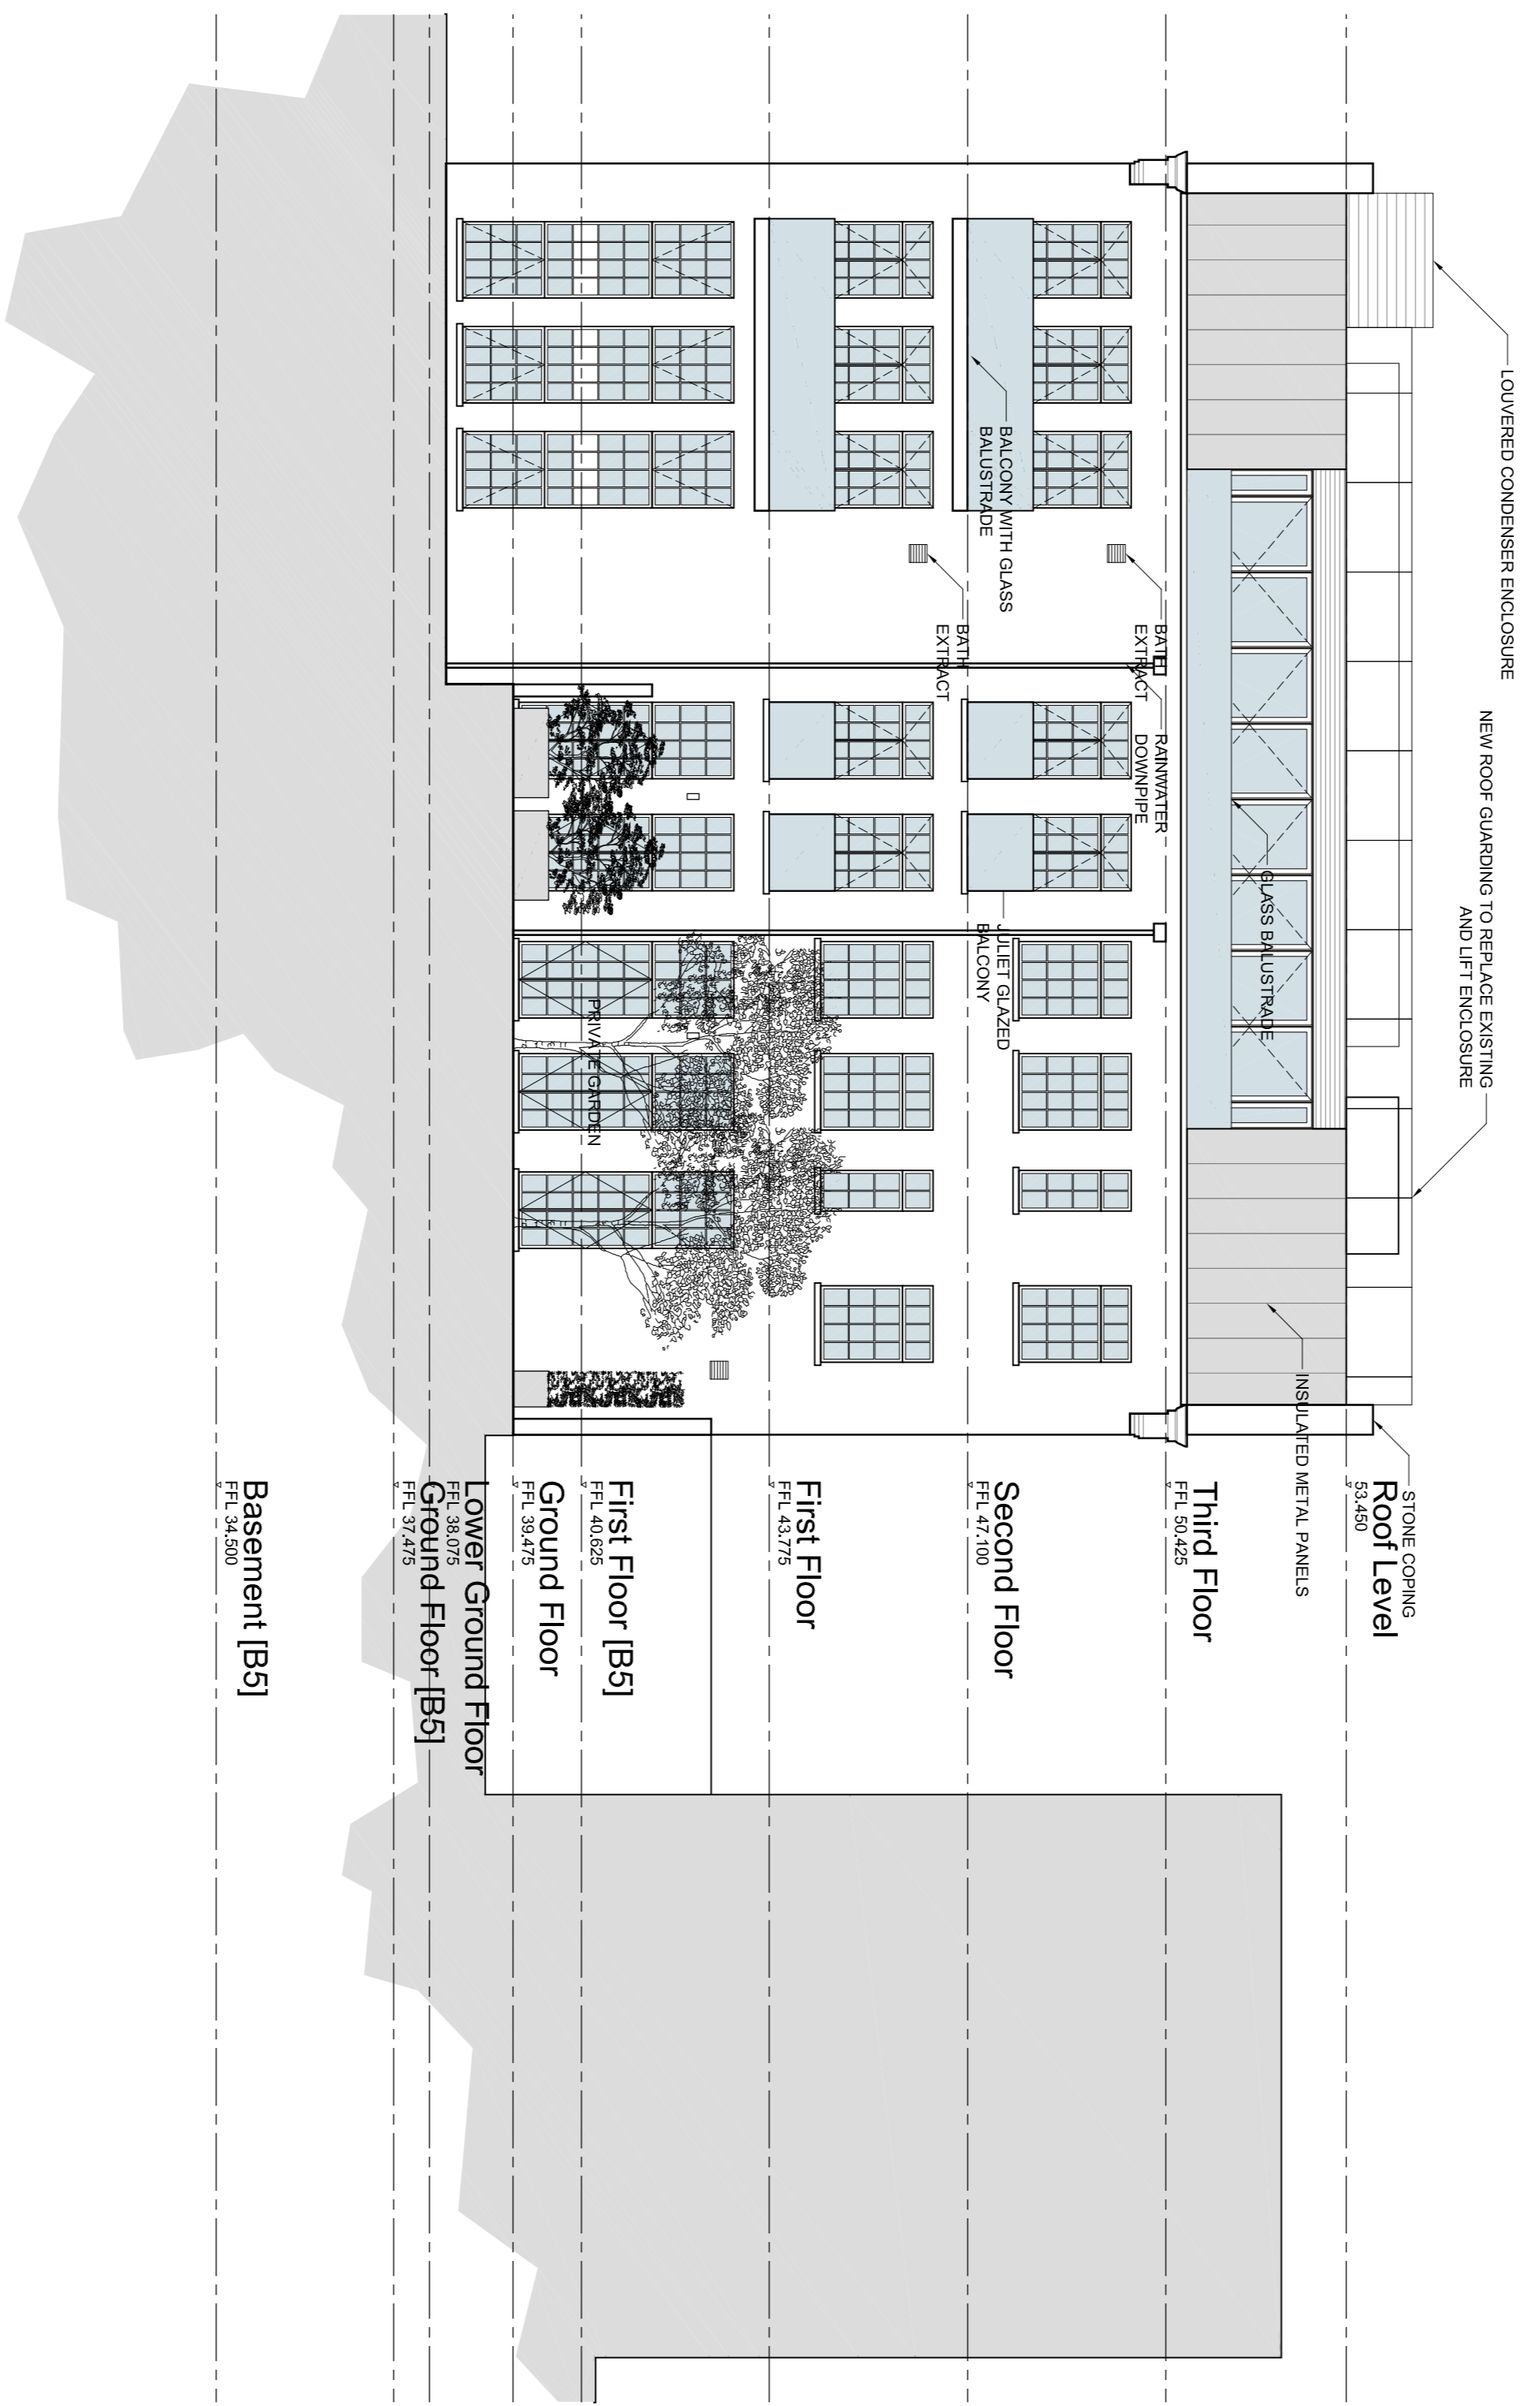 LOUVERED CONDENSER ENCLOSURE
NEW ROOF GUARDING TO REPLACE EXISTING
AND LIFT ENCLOSURE
STONE COPING
Roof Level
53.450
INSULATED METAL PANELS
GLASS BALUSTRADE
Third Floor
FFL 50.425
BATH
EXTRACT
RAINWATER
DOWNPIPE
BALCONY WITH GLASS
BALUSTRADE
JULIET GLAZED
BALCONY
Second Floor
FFL 47.100
BATH
EXTRACT
First Floor
FFL 43.775
First Floor [B5]
FFL 40.625
PRIVATE GARDEN
Ground Floor
FFL 39.475
Lower Ground Floor
FFL 38.075
Ground Floor [B5]
FFL 37.475
Basement [B5]
FFL 34.500